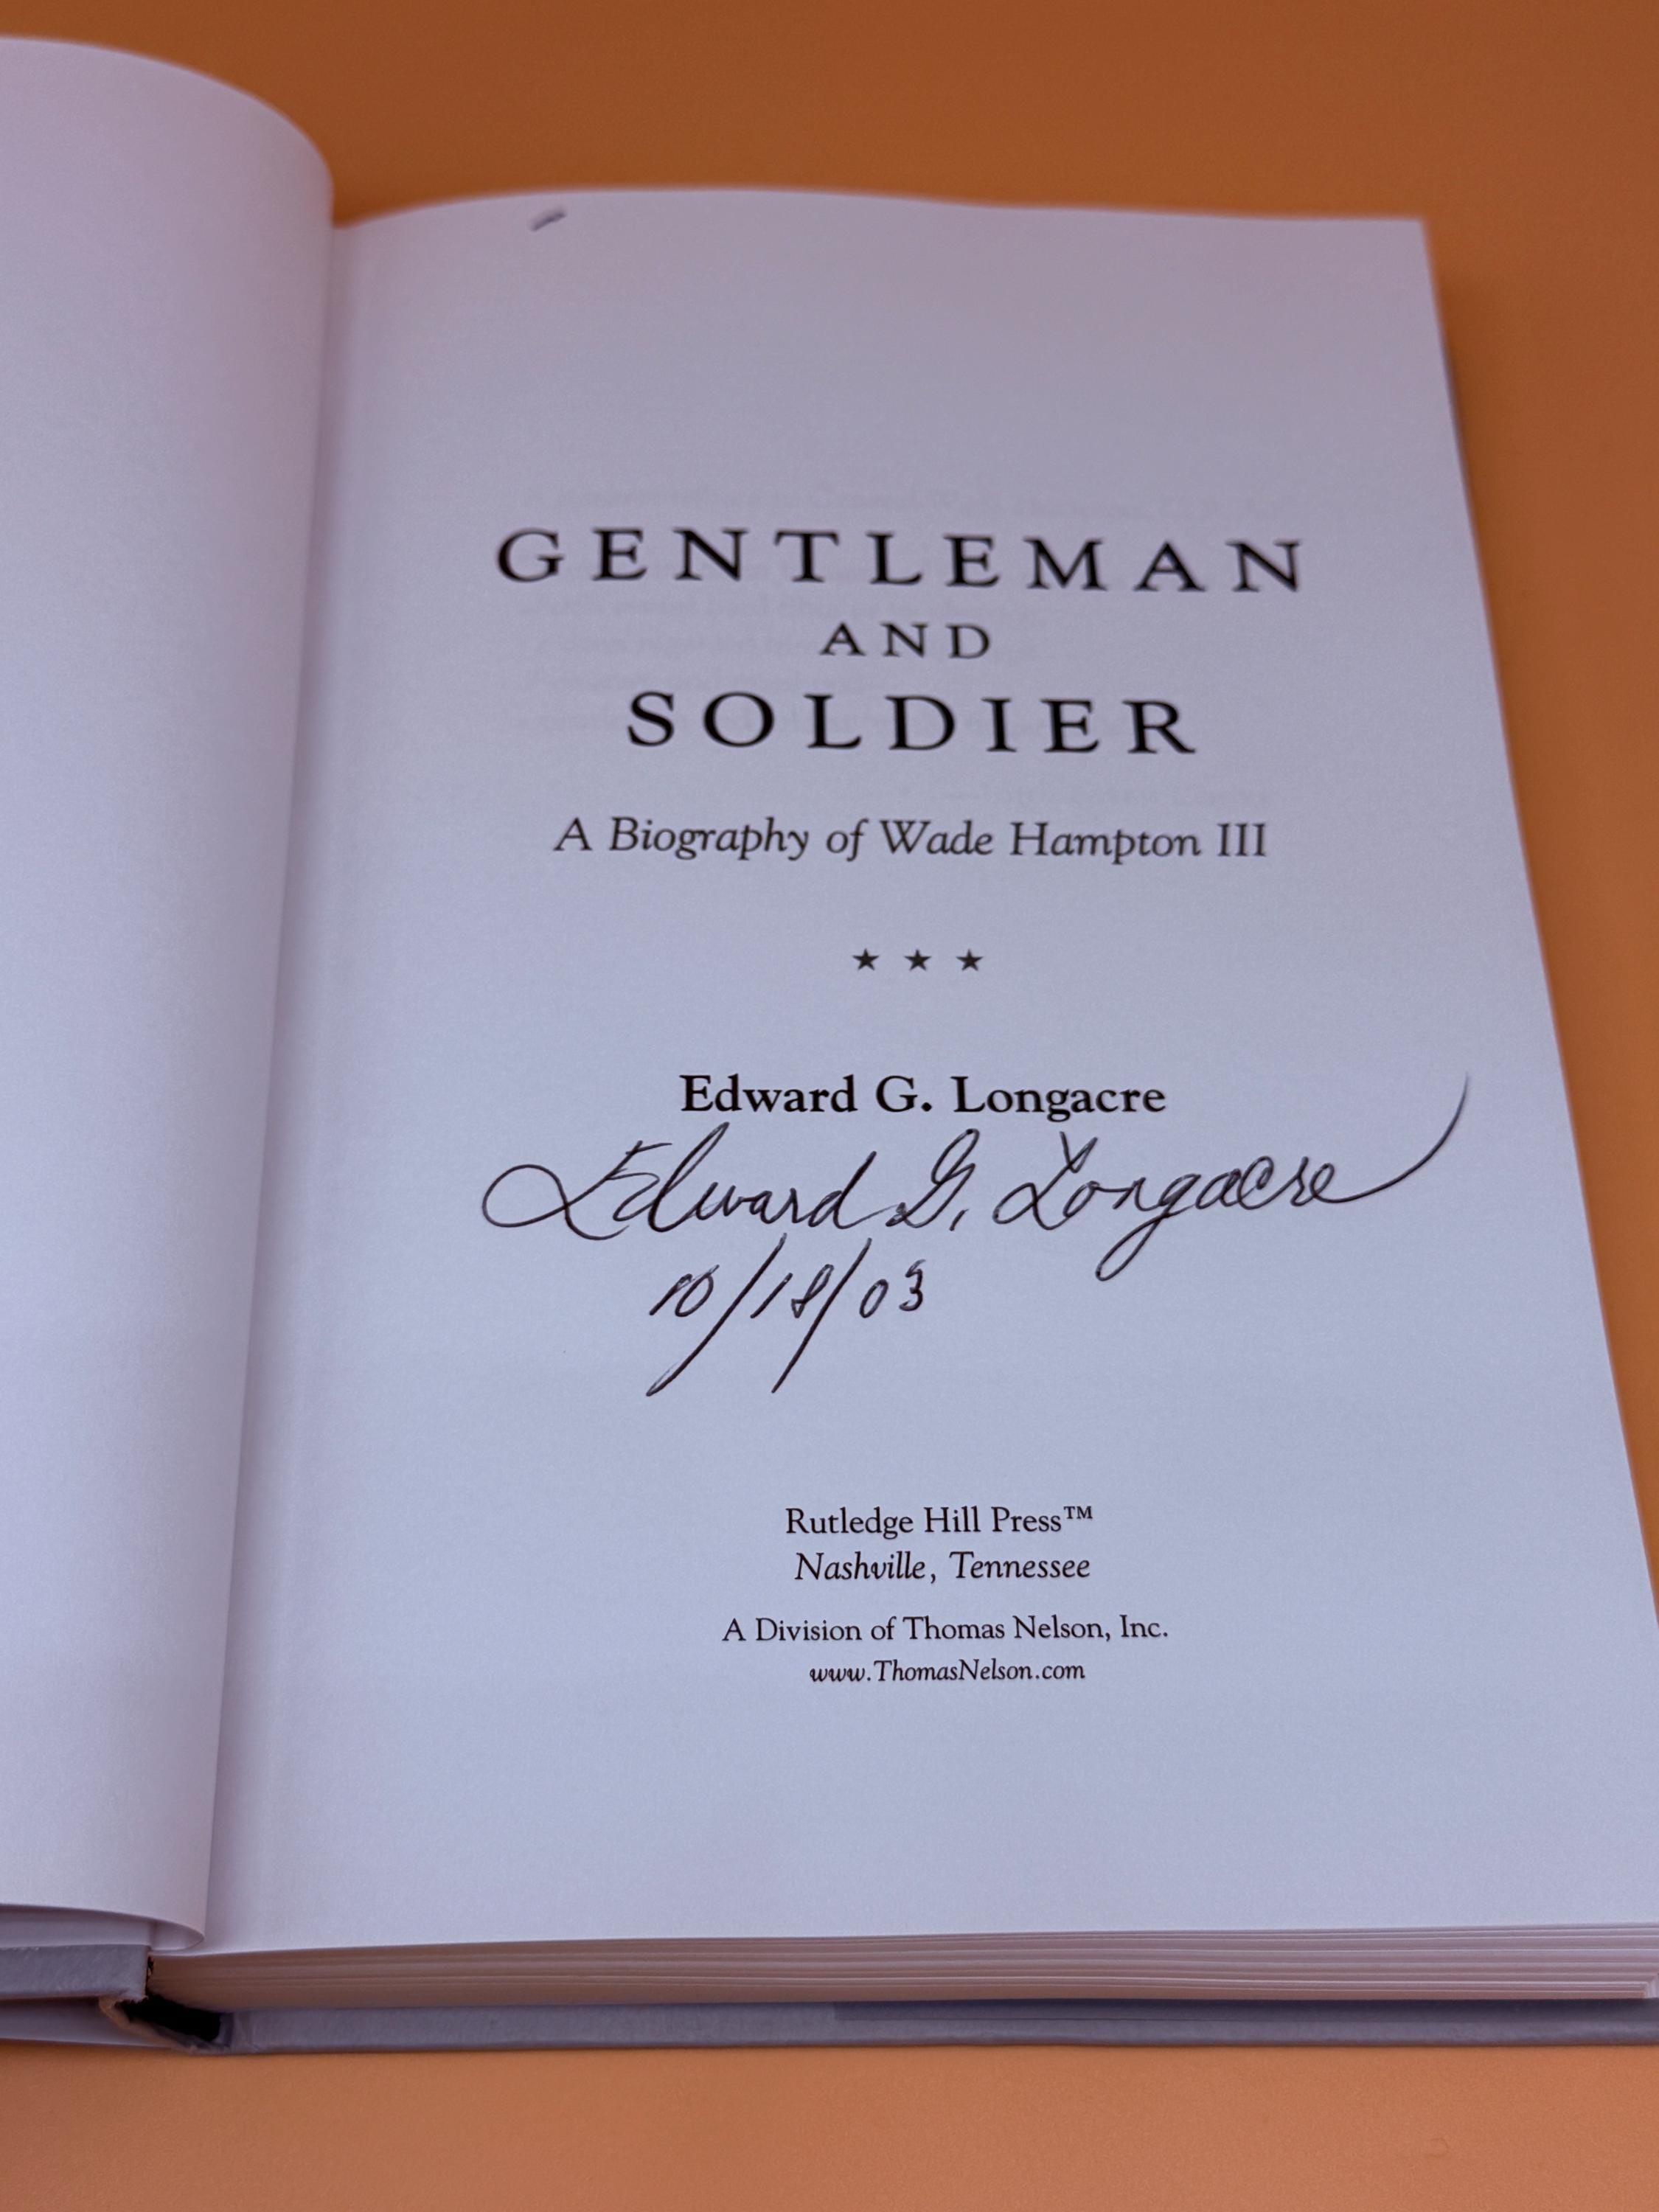 GENTLEMAN
AND
SOLDIER
A Biography of Wade Hampton III
★ ★ ★
Edward G. Longacre
Edward G. Longacre
10/18/03
Rutledge Hill Press™
Nashville, Tennessee
A Division of Thomas Nelson, Inc.
www.ThomasNelson.com